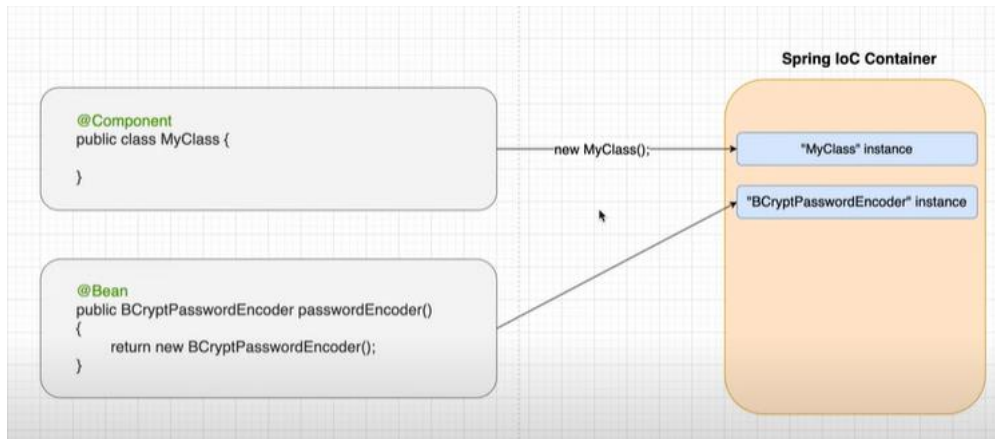 Spring IoC Container
@Component
public class MyClass {
}
new MyClass();
"MyClass" instance
"BCryptPasswordEncoder" instance
@Bean
public BCryptPasswordEncoder passwordEncoder()
{
return new BCryptPasswordEncoder();
}